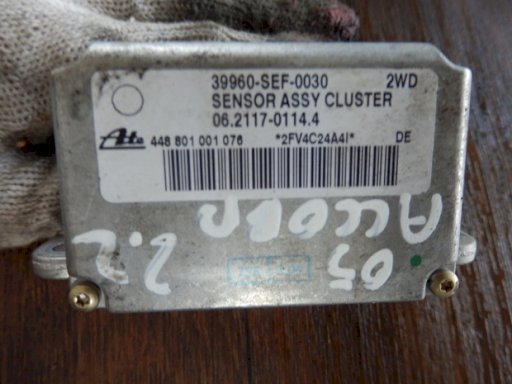 39960-SEF-0030 2WD
SENSOR ASSY CLUSTER
06.2117-0114.4
Ate 448 801 001 076 *2FV4C24A4I* DE
ACCORD
05
2.2